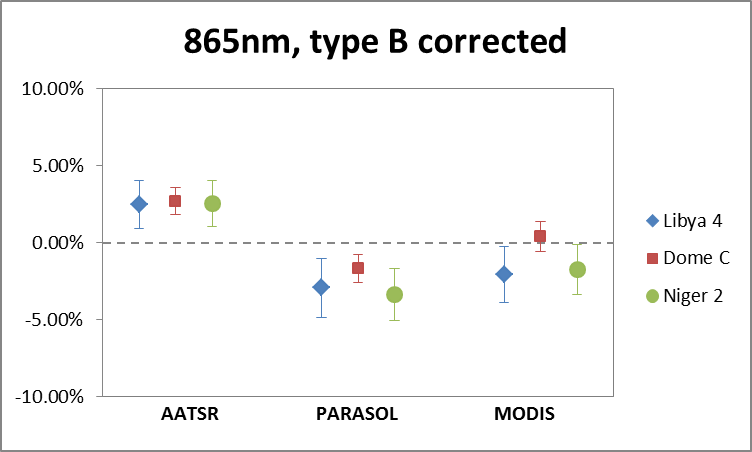 865nm, type B corrected
10.00%
5.00%
0.00%
-5.00%
-10.00%
AATSR PARASOL MODIS
Libya 4
Dome C
Niger 2